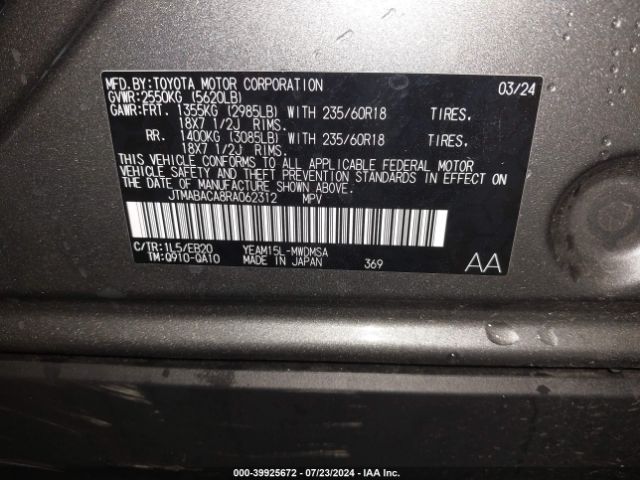 MFD.BY:TOYOTA MOTOR CORPORATION 03/24
GVWR:2550KG (5620LB)
GAWR:FRT. 1355KG (2985LB) WITH 235/60R18 TIRES,
18X7 1/2J RIMS.
RR. 1400KG (3085LB) WITH 235/60R18 TIRES,
18X7 1/2J RIMS.
THIS VEHICLE CONFORMS TO ALL APPLICABLE FEDERAL MOTOR
VEHICLE SAFETY AND THEFT PREVENTION STANDARDS IN EFFECT ON
THE DATE OF MANUFACTURE SHOWN ABOVE.
JTMABACA8RA062312 MPV
C/TR:1L5/EB20 YEAM15L-MWDMSA
TM:Q910-QA10 MADE IN JAPAN 369 AA
000-39925672 - 07/23/2024 - IAA Inc.